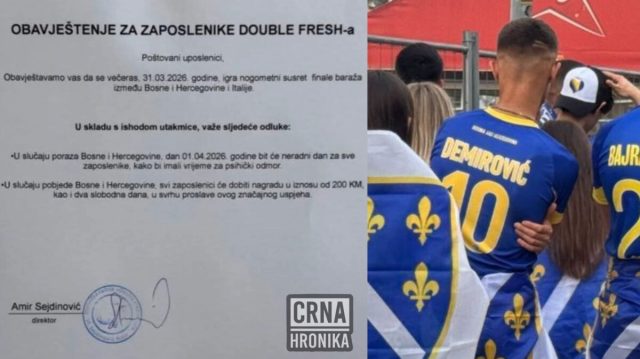 OBAVJEŠTENJE ZA ZAPOSLENIKE DOUBLE FRESH-a
Poštovani uposlenici,
Obavještavamo vas da se večeras, 31.03.2026. godine, igra nogometni susret finale baraža
između Bosne i Hercegovine i Italije.
U skladu s ishodom utakmice, važe sljedeće odluke:
•U slučaju poraza Bosne i Hercegovine, dan 01.04.2026. godine bit će neradni dan za sve
zaposlenike, kako bi imali vrijeme za psihički odmor.
•U slučaju pobjede Bosne i Hercegovine, svi zaposlenici će dobiti nagradu u iznosu od 200 KM,
kao i dva slobodna dana, u svrhu proslave ovog značajnog uspjeha.
Amir Sejdinović
direktor
CRNA
HRONIKA
DEMIROVIĆ
10
BAJR
2